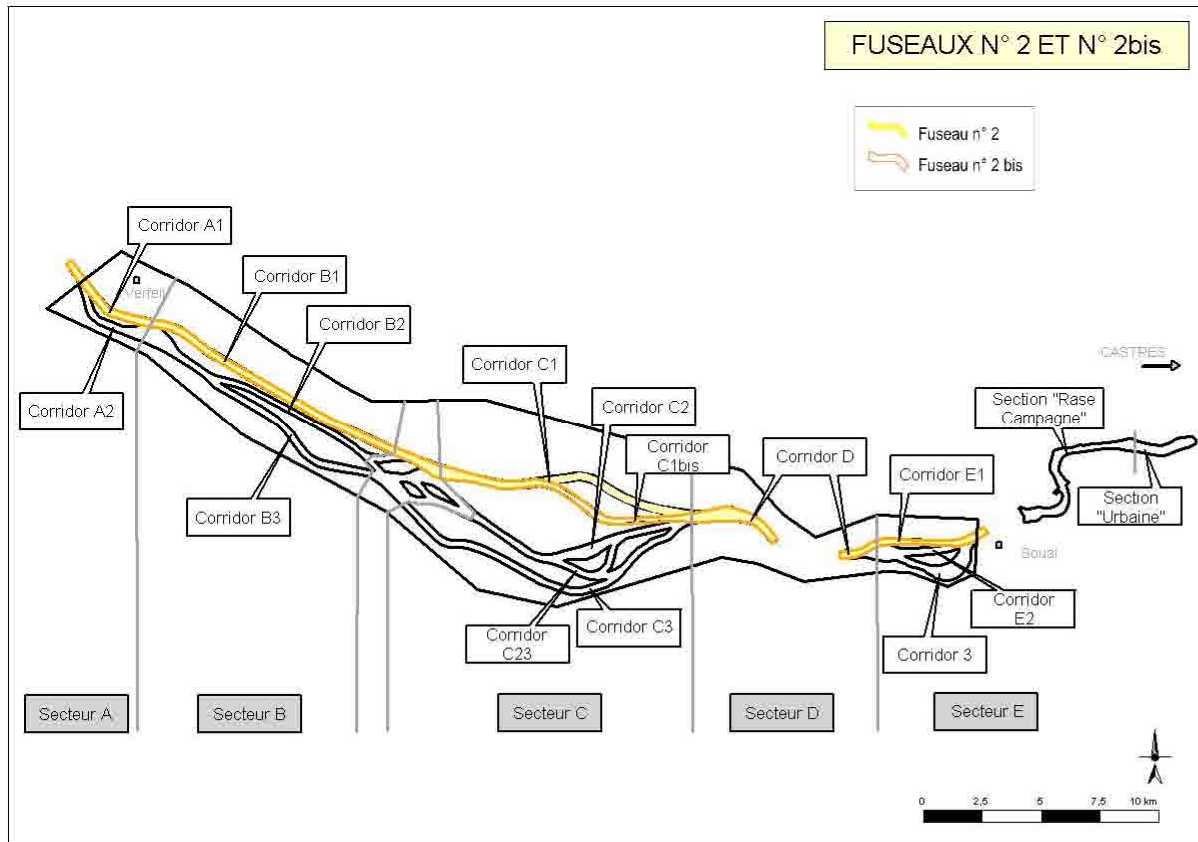 FUSEAUX N° 2 ET N° 2bis
Fuseau n° 2
Fuseau n° 2 bis
Corridor A1
Verfeil
Corridor B1
Corridor B2
CASTRES
Corridor C1
Section "Rase
Campagne"
Corridor A2
Corridor C2
Corridor
C1bis
Corridor D
Corridor E1
Section
"Urbaine"
Corridor B3
Soual
Corridor
E2
Corridor C3
Corridor
C23
Corridor 3
Secteur A
Secteur B
Secteur C
Secteur D
Secteur E
0 2,5 5 7,5 10 km